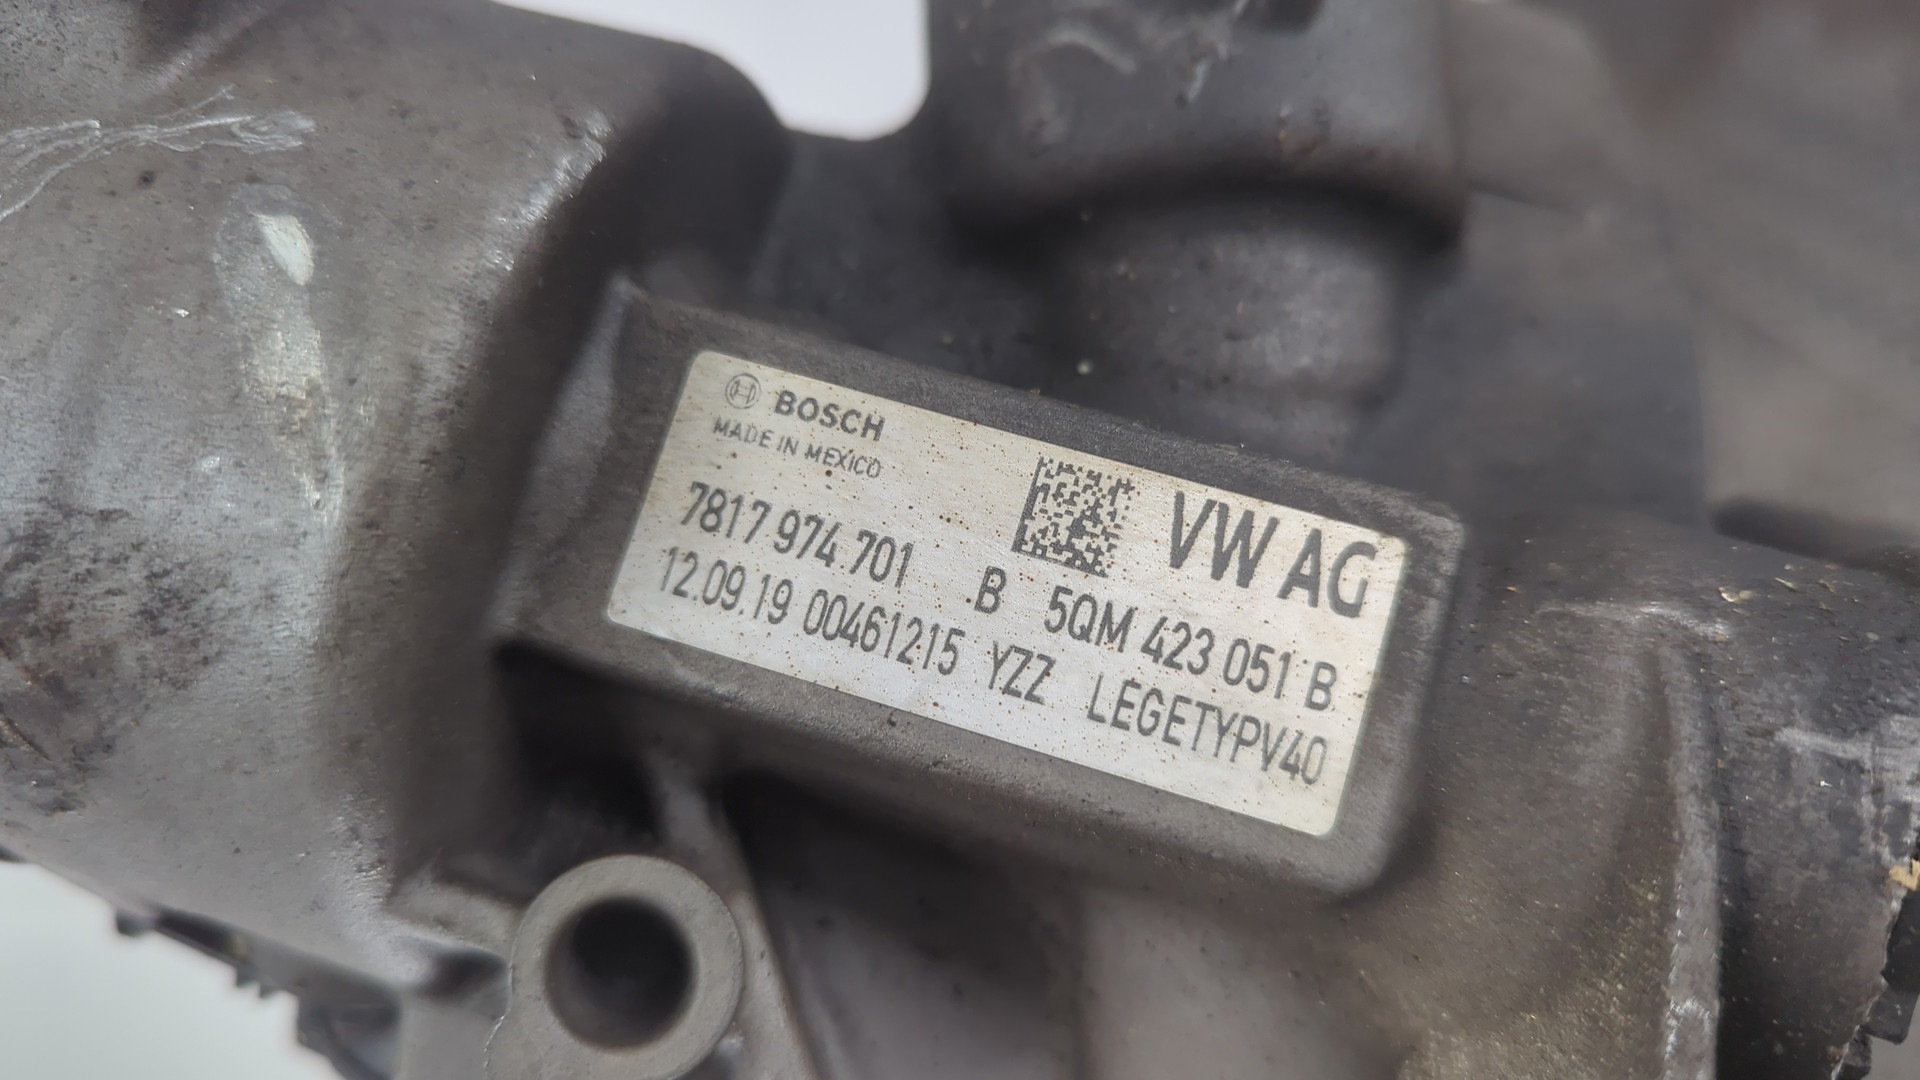 BOSCH
MADE IN MEXICO
VW AG
7817 974 701 B 5QM 423 051 B
12.09.19 00461215 YZZ LEGETYPV40